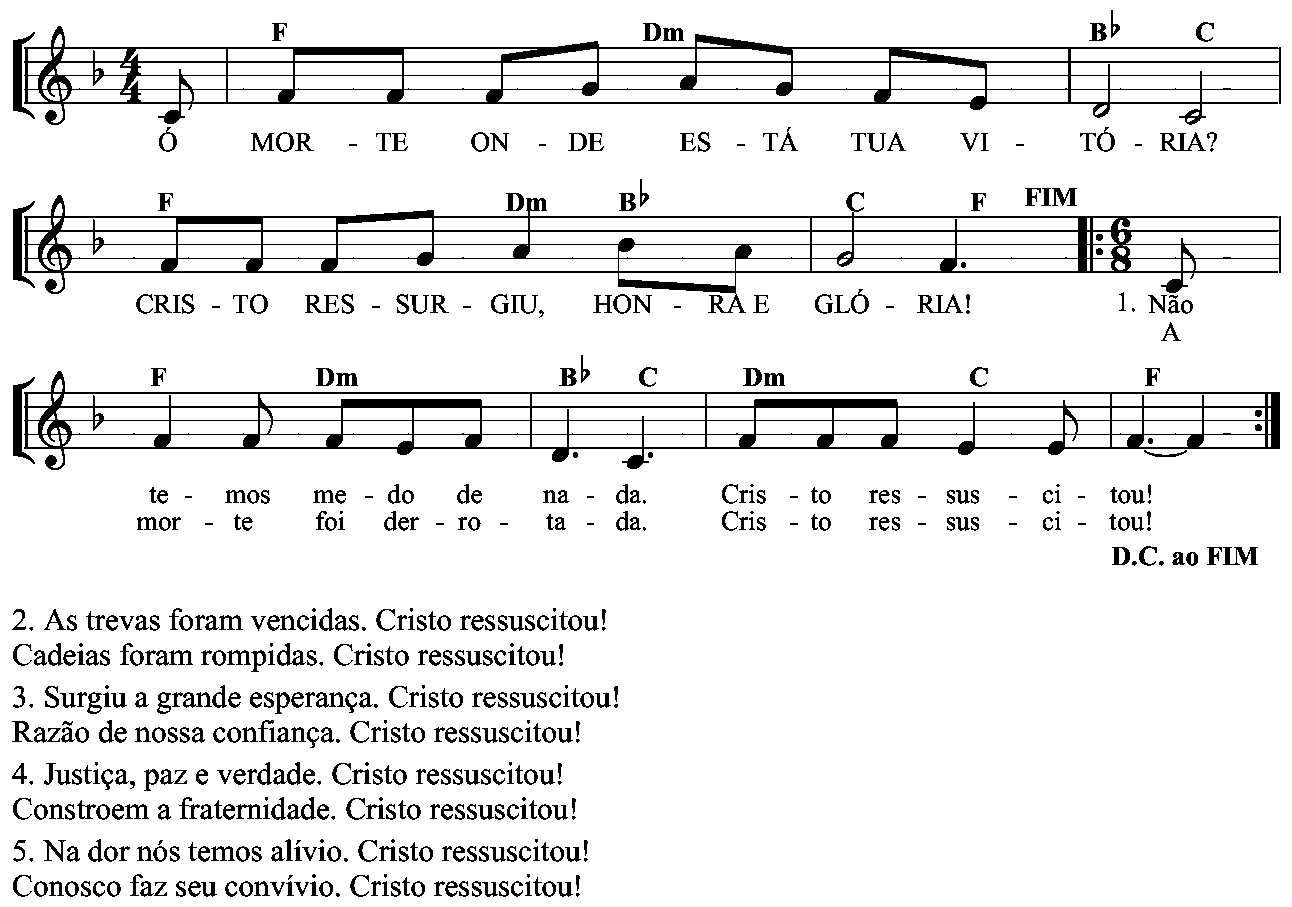 F Dm B♭ C
Ó MOR - TE ON - DE ES - TÁ TUA VI - TÓ - RIA?
F Dm B♭ C F FIM
CRIS - TO RES - SUR - GIU, HON - RA E GLÓ - RIA! 1. Não
A
F Dm B♭ C Dm C F
te - mos me - do de na - da. Cris - to res - sus - ci - tou!
mor - te foi der - ro - ta - da. Cris - to res - sus - ci - tou!
D.C. ao FIM
2. As trevas foram vencidas. Cristo ressuscitou!
Cadeias foram rompidas. Cristo ressuscitou!
3. Surgiu a grande esperança. Cristo ressuscitou!
Razão de nossa confiança. Cristo ressuscitou!
4. Justiça, paz e verdade. Cristo ressuscitou!
Constroem a fraternidade. Cristo ressuscitou!
5. Na dor nós temos alívio. Cristo ressuscitou!
Conosco faz seu convívio. Cristo ressuscitou!